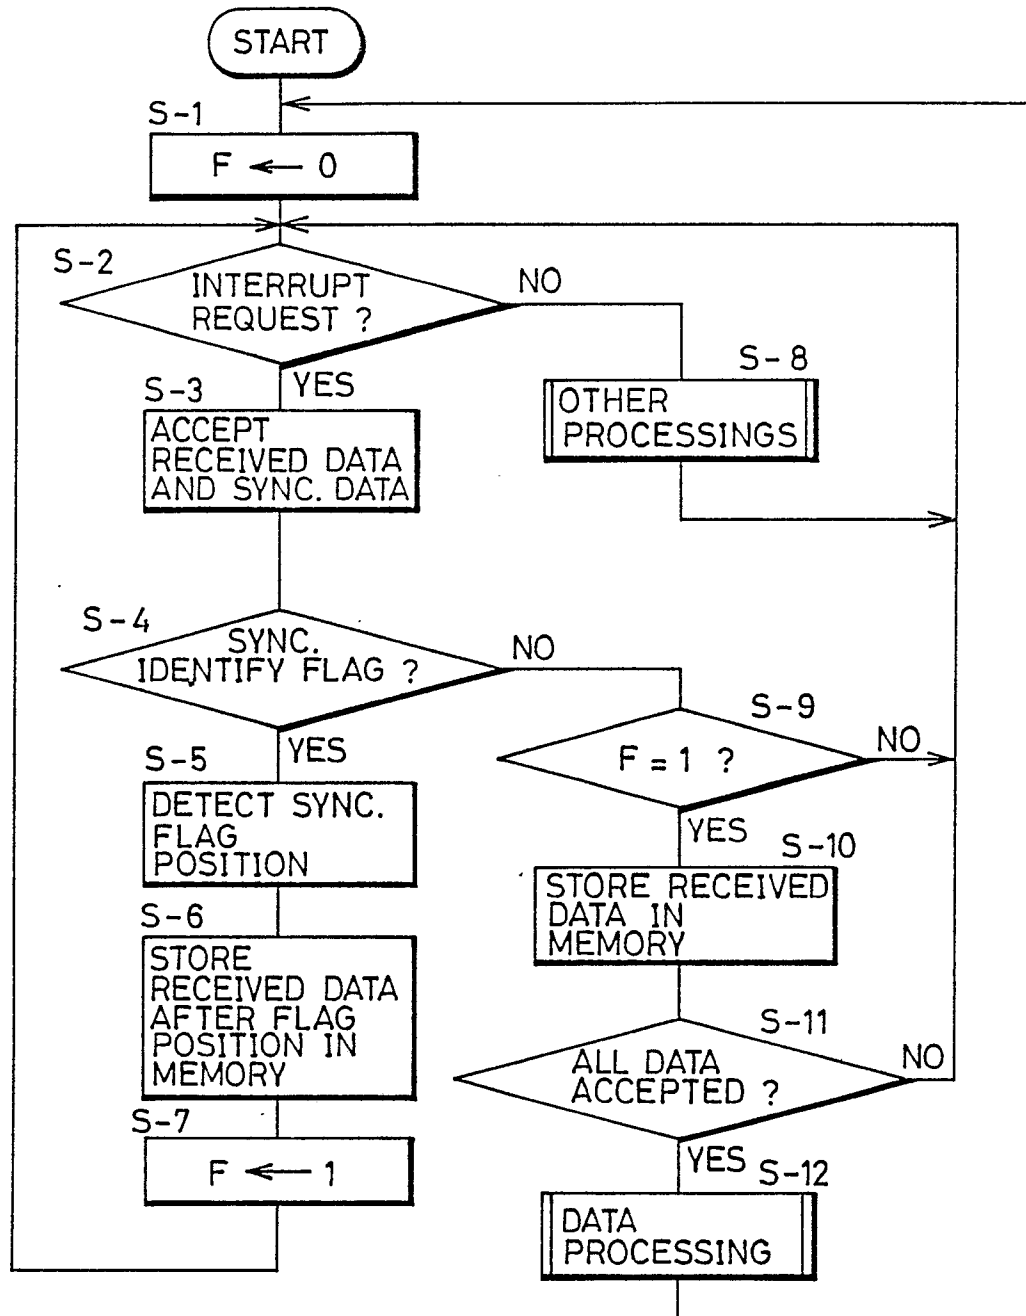 START
S-1
F ← 0
S-2
INTERRUPT
REQUEST ?
NO
YES
S-8
OTHER
PROCESSINGS
S-3
ACCEPT
RECEIVED DATA
AND SYNC. DATA
S-4
SYNC.
IDENTIFY FLAG ?
NO
YES
S-9
F = 1 ?
NO
YES
S-5
DETECT SYNC.
FLAG
POSITION
S-10
STORE RECEIVED
DATA IN
MEMORY
S-6
STORE
RECEIVED DATA
AFTER FLAG
POSITION IN
MEMORY
S-11
ALL DATA
ACCEPTED ?
NO
YES
S-7
F ← 1
S-12
DATA
PROCESSING